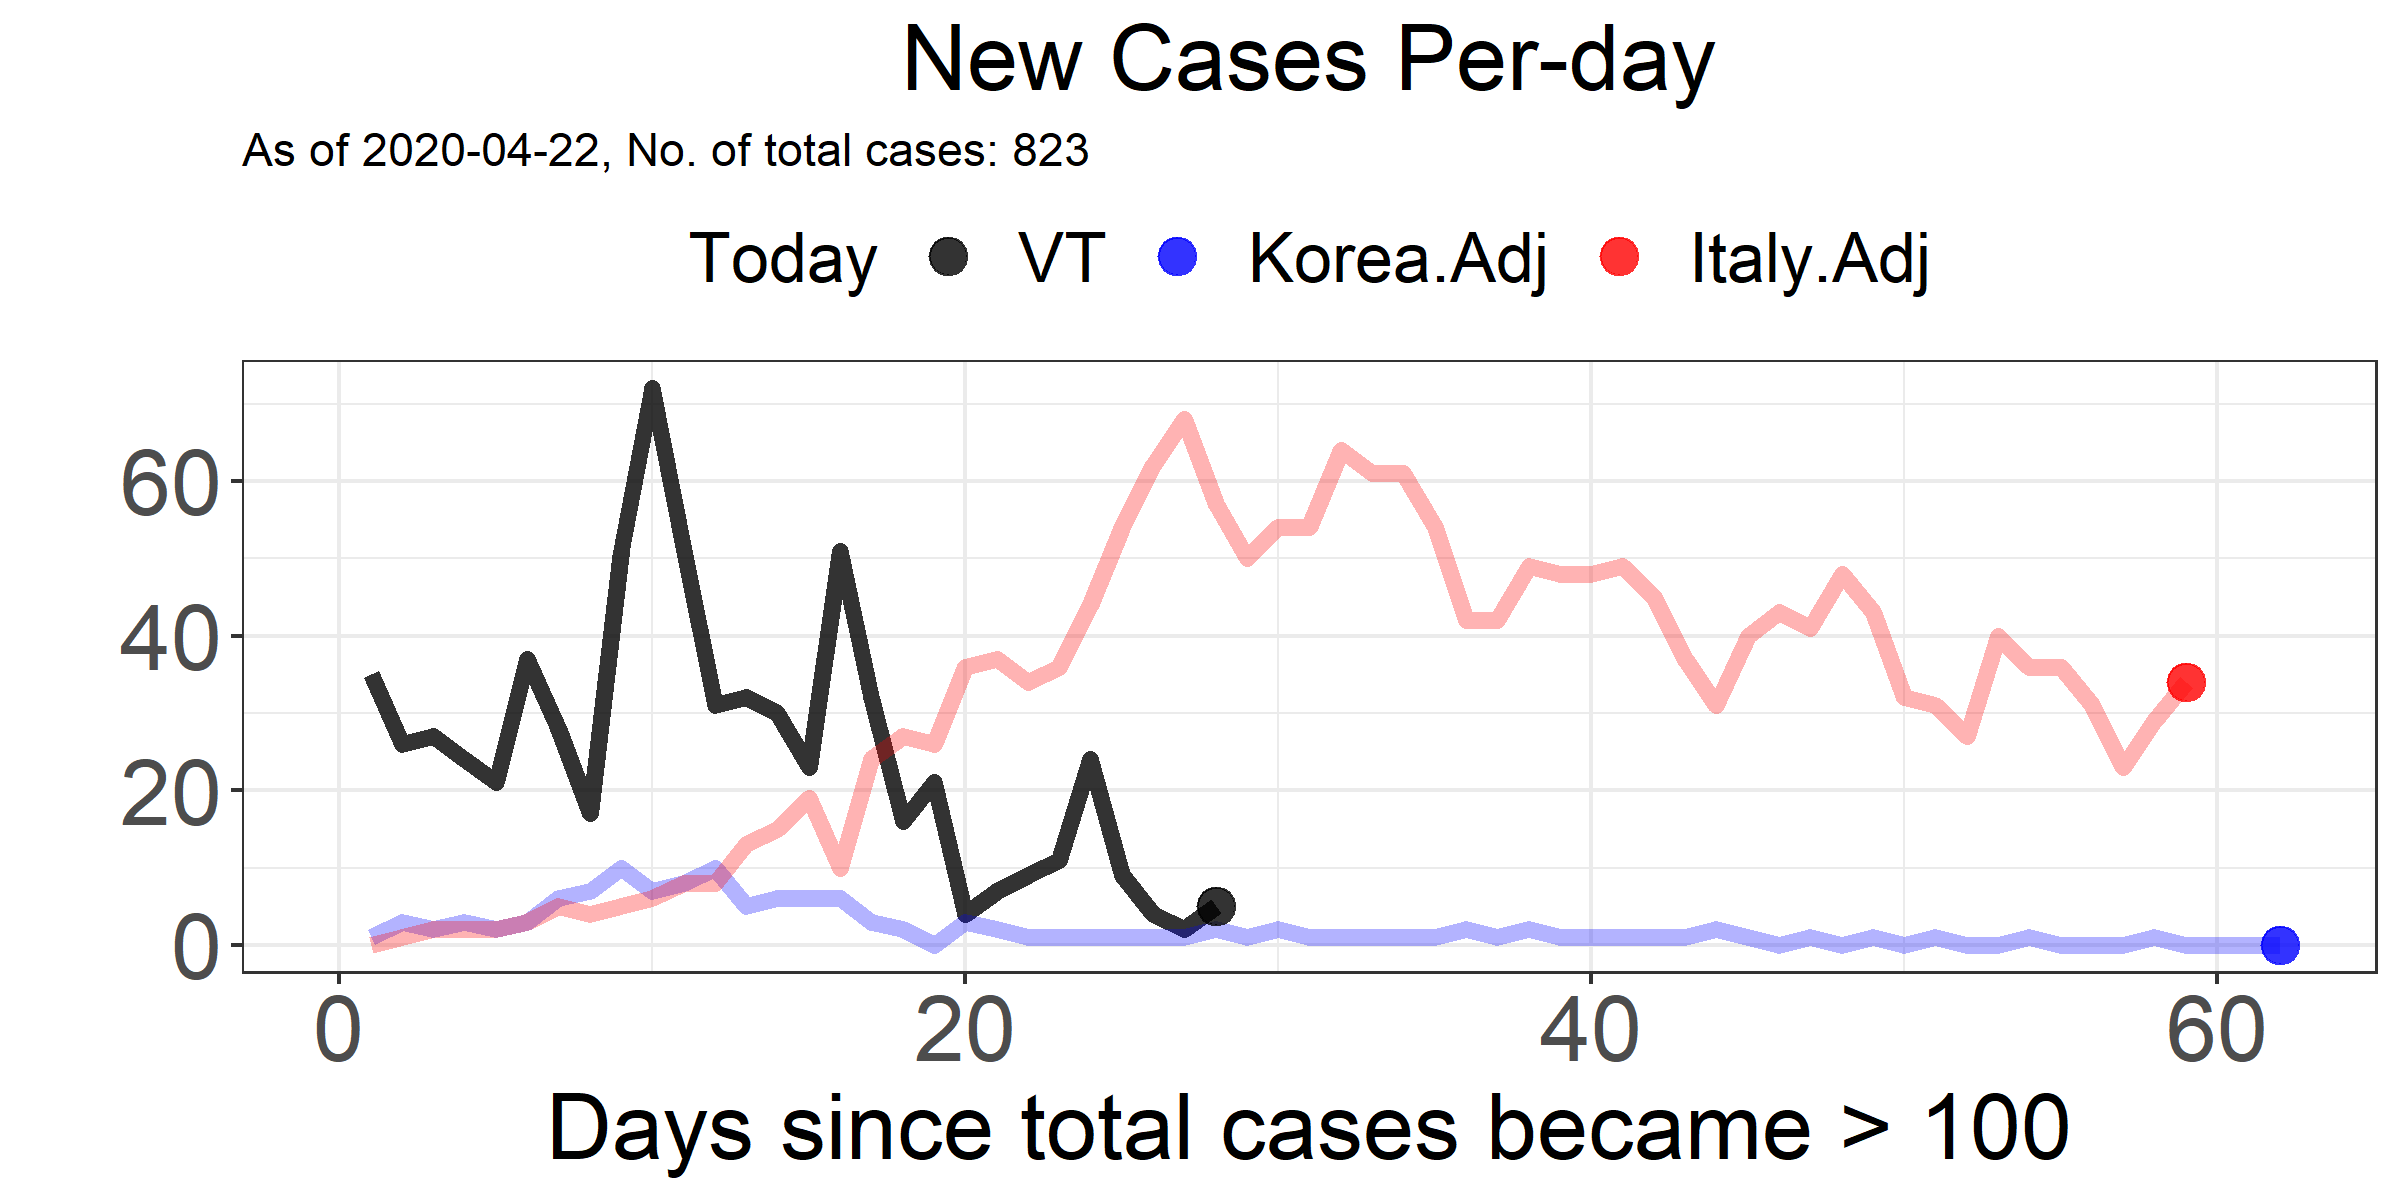 New Cases Per-day
As of 2020-04-22, No. of total cases: 823
Today VT Korea.Adj Italy.Adj
60
40
20
0
0 20 40 60
Days since total cases became > 100